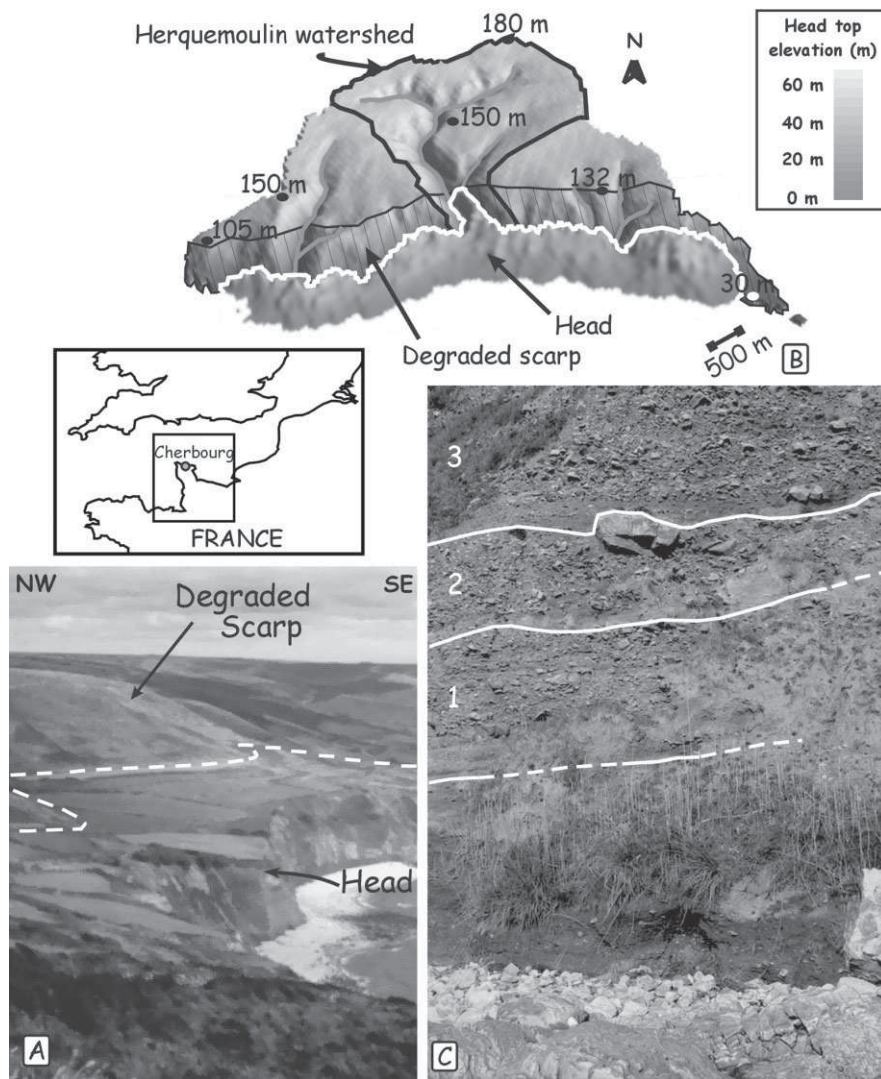 180 m
Herquemoulin watershed
N
Head top
elevation (m)
60 m
40 m
20 m
0 m
150 m
150 m
132 m
105 m
30 m
Head
Degraded scarp
500 m
B
Cherbourg
FRANCE
NW
SE
Degraded
Scarp
Head
A
3
2
1
C